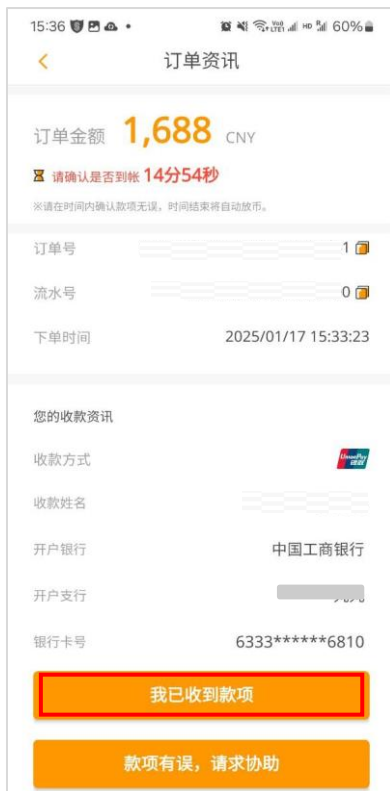 15:36 HD 60%
订单资讯
订单金额 1,688 CNY
请确认是否到帐 14分54秒
※请在时间内确认款项无误，时间结束将自动放币。
订单号 1
流水号 0
下单时间 2025/01/17 15:33:23
您的收款资讯
收款方式 UnionPay 银联
收款姓名
开户银行 中国工商银行
开户支行
银行卡号 6333******6810
我已收到款项
款项有误，请求协助